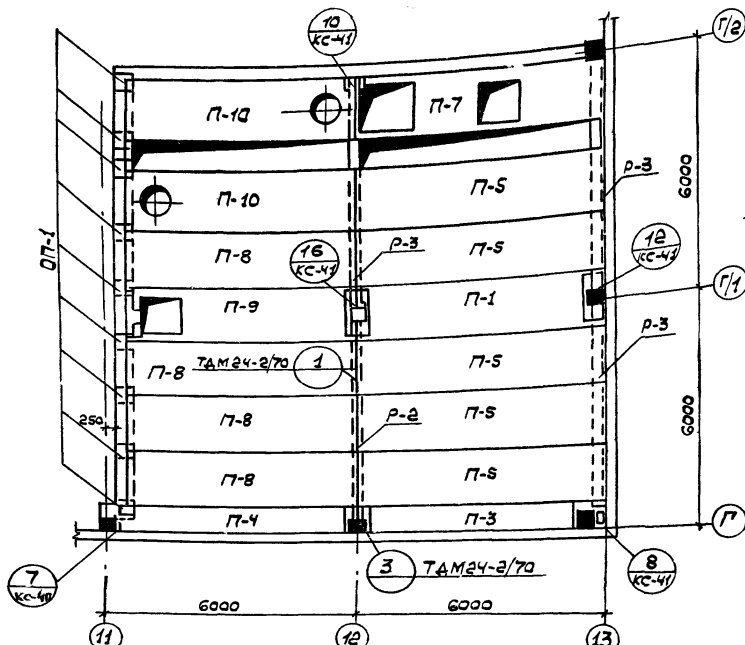 10
КС-41
Г/2
П-10
П-7
ОП-1
П-10
П-5
Р-3
6000
П-8
Р-3
П-5
16
КС-41
12
КС-41
Г/1
П-9
П-1
Р-3
П-8
ТДМ24-2/70
1
П-5
250
П-8
Р-2
П-5
6000
П-8
П-5
П-4
П-3
Г
7
КС-40
3
ТДМ24-2/70
8
КС-41
6000
6000
11
12
13